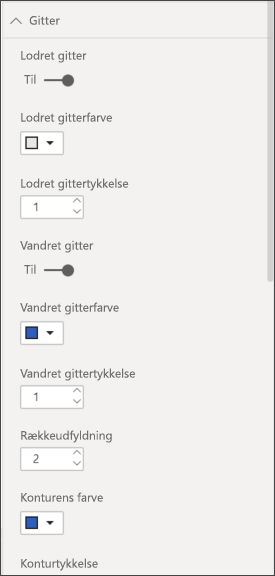 Gitter
Lodret gitter
Til
Lodret gitterfarve
Lodret gittertykkelse
1
Vandret gitter
Til
Vandret gitterfarve
Vandret gittertykkelse
1
Rækkeudfyldning
2
Konturens farve
Konturtykkelse